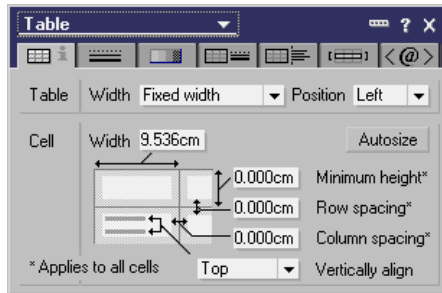 Table
? X
i <@>
Table Width Fixed width Position Left
Cell Width 9.536cm Autosize
0.000cm Minimum height*
0.000cm Row spacing*
0.000cm Column spacing*
* Applies to all cells Top Vertically align